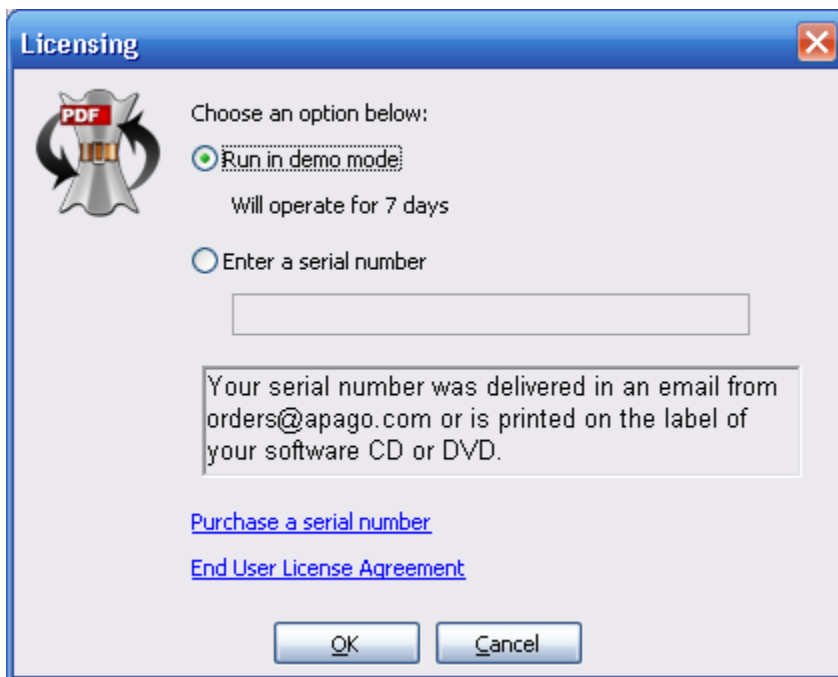 Licensing
PDF
Choose an option below:
Run in demo mode
Will operate for 7 days
Enter a serial number
Your serial number was delivered in an email from
orders@apago.com or is printed on the label of
your software CD or DVD.
Purchase a serial number
End User License Agreement
OK
Cancel